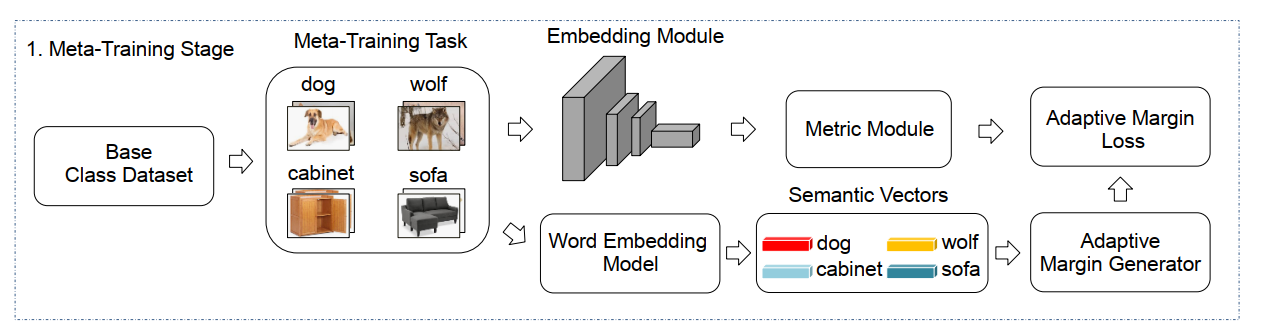 1. Meta-Training Stage
Meta-Training Task
Embedding Module
dog
wolf
cabinet
sofa
Base
Class Dataset
Metric Module
Adaptive Margin
Loss
Semantic Vectors
Word Embedding
Model
dog
wolf
cabinet
sofa
Adaptive
Margin Generator